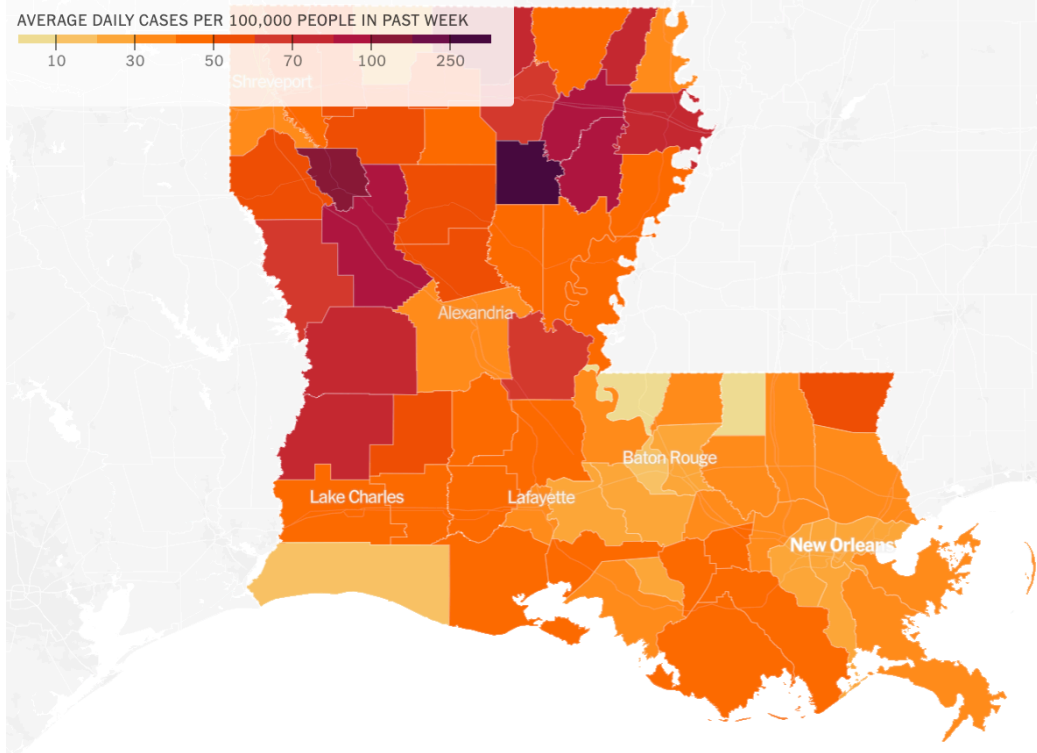 AVERAGE DAILY CASES PER 100,000 PEOPLE IN PAST WEEK
10 30 50 70 100 250
Shreveport
Alexandria
Baton Rouge
Lake Charles
Lafayette
New Orleans